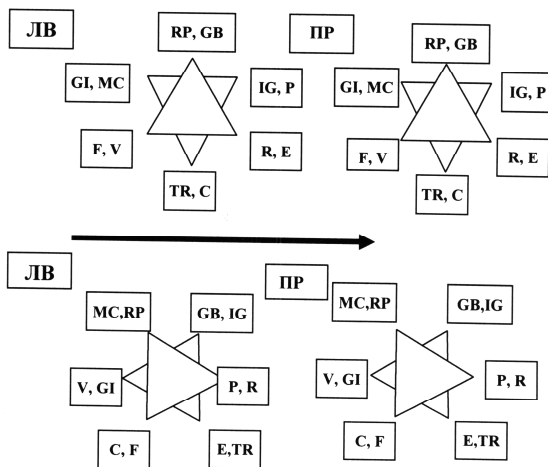 ЛВ
RP, GB
ПР
RP, GB
GI, MC
IG, P
GI, MC
IG, P
F, V
R, E
F, V
R, E
TR, C
TR, C
ЛВ
ПР
MC,RP
GB, IG
MC,RP
GB,IG
V, GI
P, R
V, GI
P, R
C, F
E,TR
C, F
E,TR